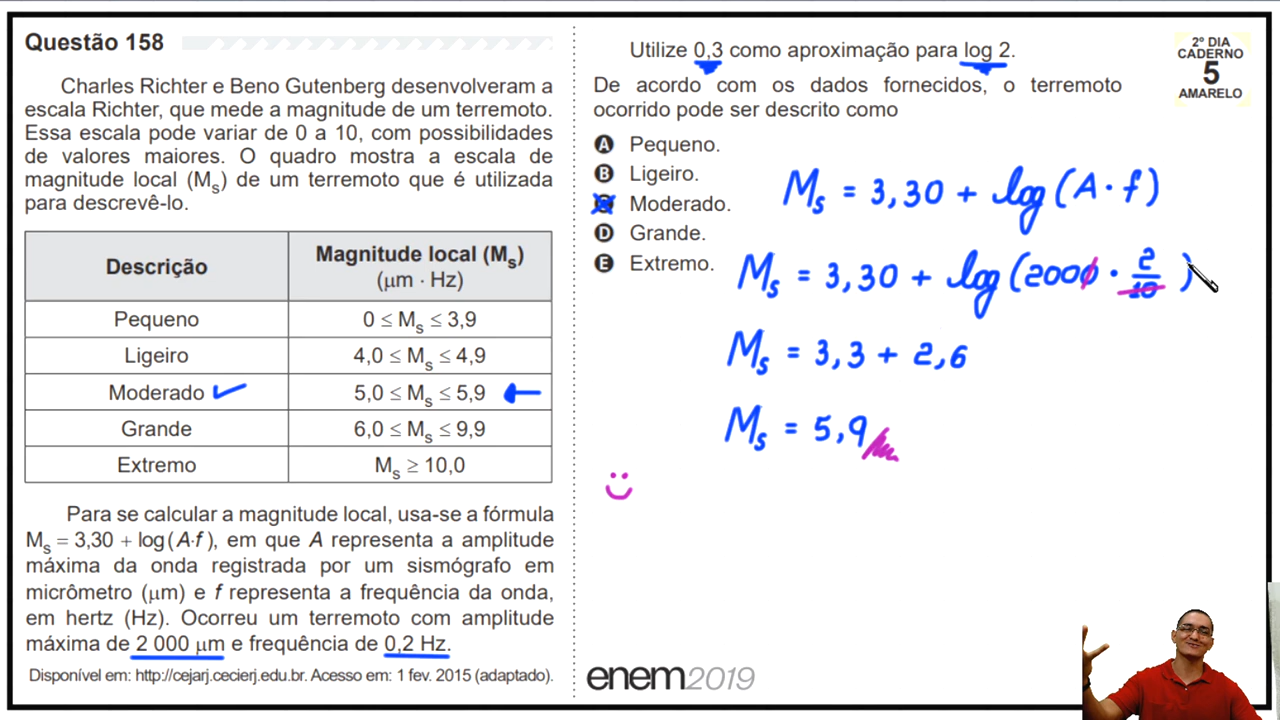 Questão 158
Charles Richter e Beno Gutenberg desenvolveram a
escala Richter, que mede a magnitude de um terremoto.
Essa escala pode variar de 0 a 10, com possibilidades
de valores maiores. O quadro mostra a escala de
magnitude local (Ms) de um terremoto que é utilizada
para descrevê-lo.
Descrição Magnitude local (Ms) (μm · Hz)
Pequeno 0 ≤ Ms ≤ 3,9
Ligeiro 4,0 ≤ Ms ≤ 4,9
Moderado 5,0 ≤ Ms ≤ 5,9
Grande 6,0 ≤ Ms ≤ 9,9
Extremo Ms ≥ 10,0
Para se calcular a magnitude local, usa-se a fórmula
Ms = 3,30 + log(A·f), em que A representa a amplitude
máxima da onda registrada por um sismógrafo em
micrômetro (μm) e f representa a frequência da onda,
em hertz (Hz). Ocorreu um terremoto com amplitude
máxima de 2 000 μm e frequência de 0,2 Hz.
Disponível em: http://cejarj.cecierj.edu.br. Acesso em: 1 fev. 2015 (adaptado).
Utilize 0,3 como aproximação para log 2.
De acordo com os dados fornecidos, o terremoto
ocorrido pode ser descrito como
A Pequeno.
B Ligeiro.
Moderado.
D Grande.
E Extremo.
2º DIA
CADERNO
5
AMARELO
Ms = 3,30 + log (A · f)
Ms = 3,30 + log (2000 · 2/10)
Ms = 3,3 + 2,6
Ms = 5,9
enem2019